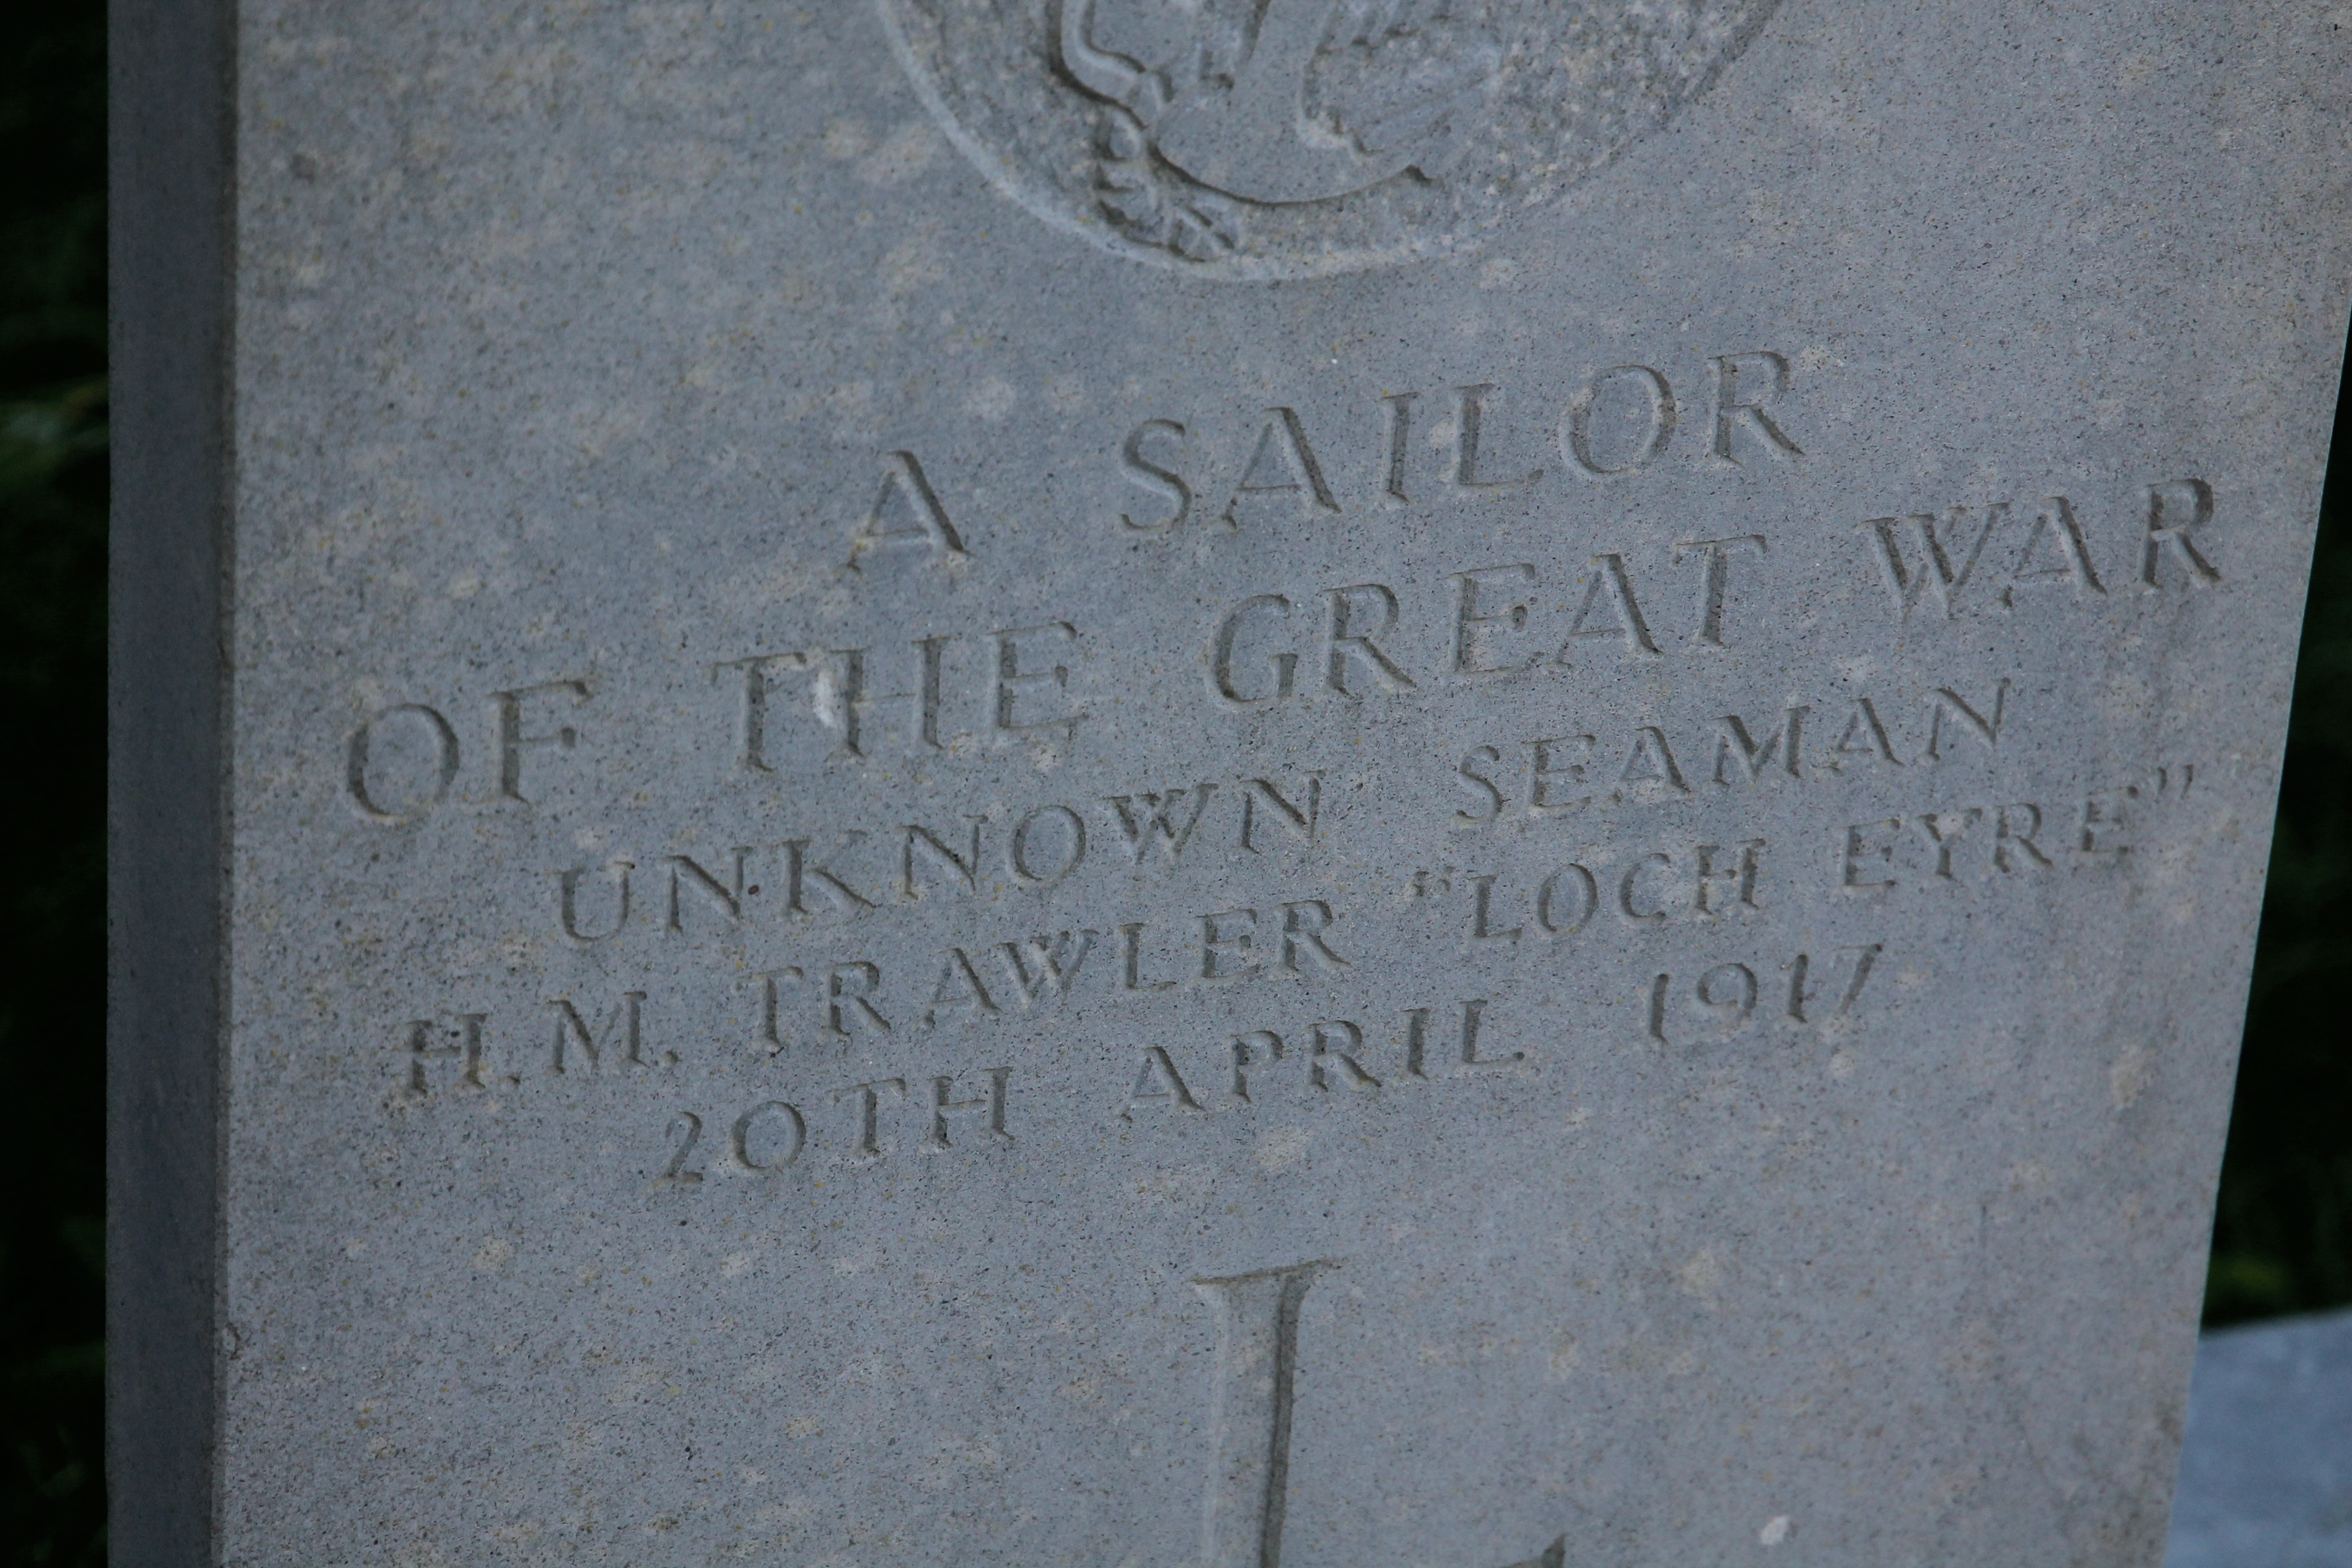 A SAILOR
OF THE GREAT WAR
UNKNOWN SEAMAN
H.M. TRAWLER "LOCH EYRE"
20TH APRIL 1917